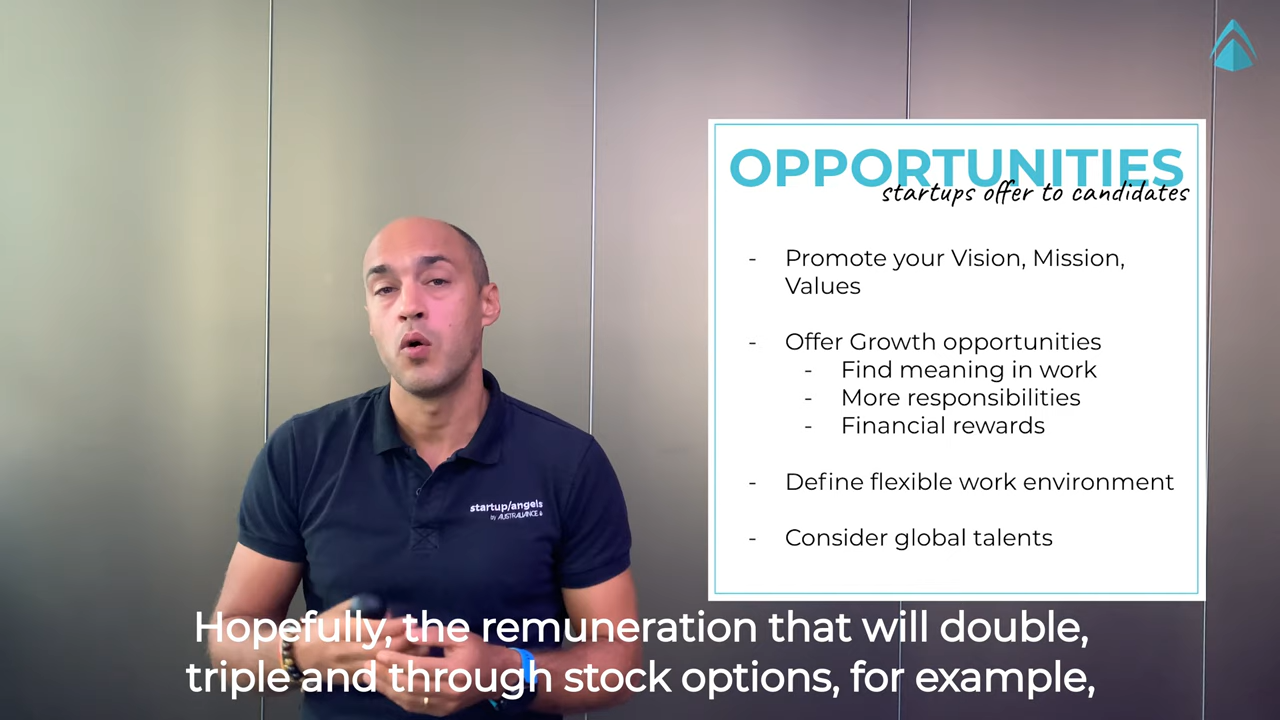 OPPORTUNITIES
startups offer to candidates
- Promote your Vision, Mission,
Values
- Offer Growth opportunities
- Find meaning in work
- More responsibilities
- Financial rewards
- Define flexible work environment
- Consider global talents
startup/angels
by AUSTRALIANCE
Hopefully, the remuneration that will double,
triple and through stock options, for example,